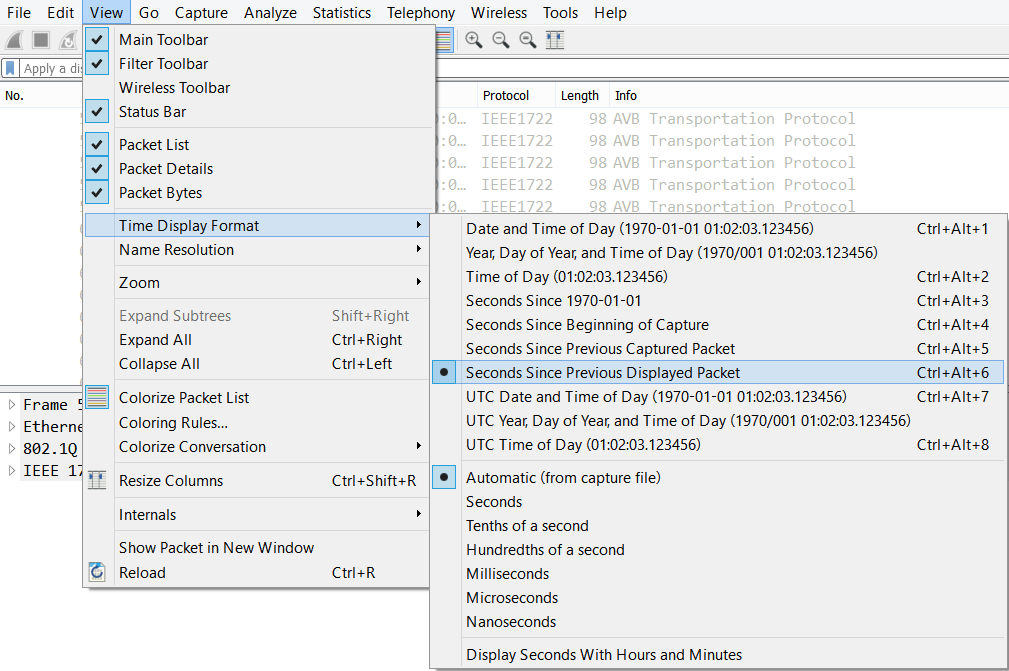 File Edit View Go Capture Analyze Statistics Telephony Wireless Tools Help
Apply a dis
No. Protocol Length Info
:0… IEEE1722 98 AVB Transportation Protocol
:0… IEEE1722 98 AVB Transportation Protocol
:0… IEEE1722 98 AVB Transportation Protocol
:0… IEEE1722 98 AVB Transportation Protocol
:0… IEEE1722 98 AVB Transportation Protocol
Frame 5
Etherne
802.1Q
IEEE 17
Main Toolbar
Filter Toolbar
Wireless Toolbar
Status Bar
Packet List
Packet Details
Packet Bytes
Time Display Format
Name Resolution
Zoom
Expand Subtrees Shift+Right
Expand All Ctrl+Right
Collapse All Ctrl+Left
Colorize Packet List
Coloring Rules...
Colorize Conversation
Resize Columns Ctrl+Shift+R
Internals
Show Packet in New Window
Reload Ctrl+R
Date and Time of Day (1970-01-01 01:02:03.123456) Ctrl+Alt+1
Year, Day of Year, and Time of Day (1970/001 01:02:03.123456)
Time of Day (01:02:03.123456) Ctrl+Alt+2
Seconds Since 1970-01-01 Ctrl+Alt+3
Seconds Since Beginning of Capture Ctrl+Alt+4
Seconds Since Previous Captured Packet Ctrl+Alt+5
Seconds Since Previous Displayed Packet Ctrl+Alt+6
UTC Date and Time of Day (1970-01-01 01:02:03.123456) Ctrl+Alt+7
UTC Year, Day of Year, and Time of Day (1970/001 01:02:03.123456)
UTC Time of Day (01:02:03.123456) Ctrl+Alt+8
Automatic (from capture file)
Seconds
Tenths of a second
Hundredths of a second
Milliseconds
Microseconds
Nanoseconds
Display Seconds With Hours and Minutes